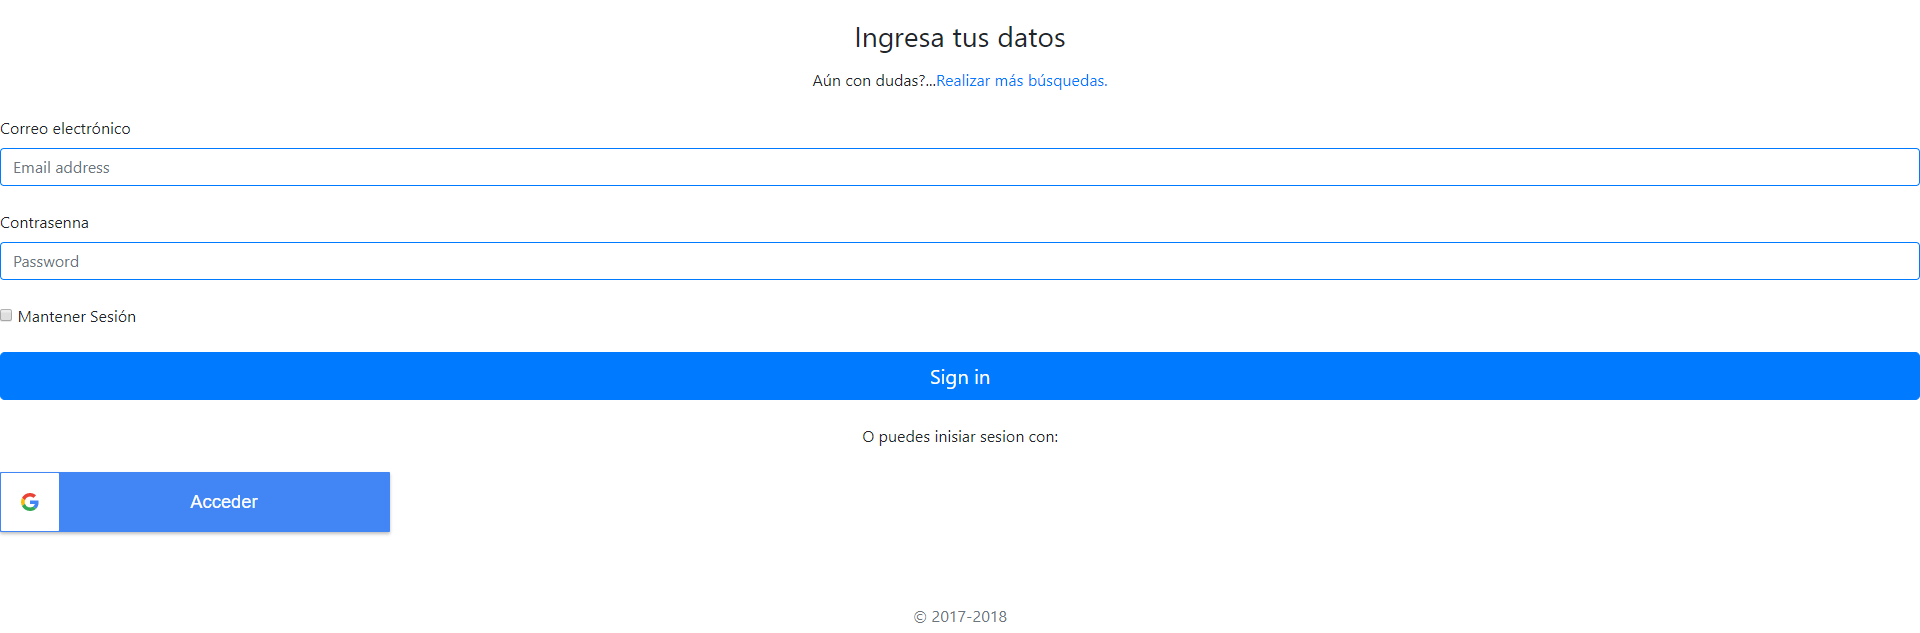 Ingresa tus datos
Aún con dudas?...Realizar más búsquedas.
Correo electrónico
Email address
Contrasenna
Password
Mantener Sesión
Sign in
O puedes inisiar sesion con:
Acceder
© 2017-2018